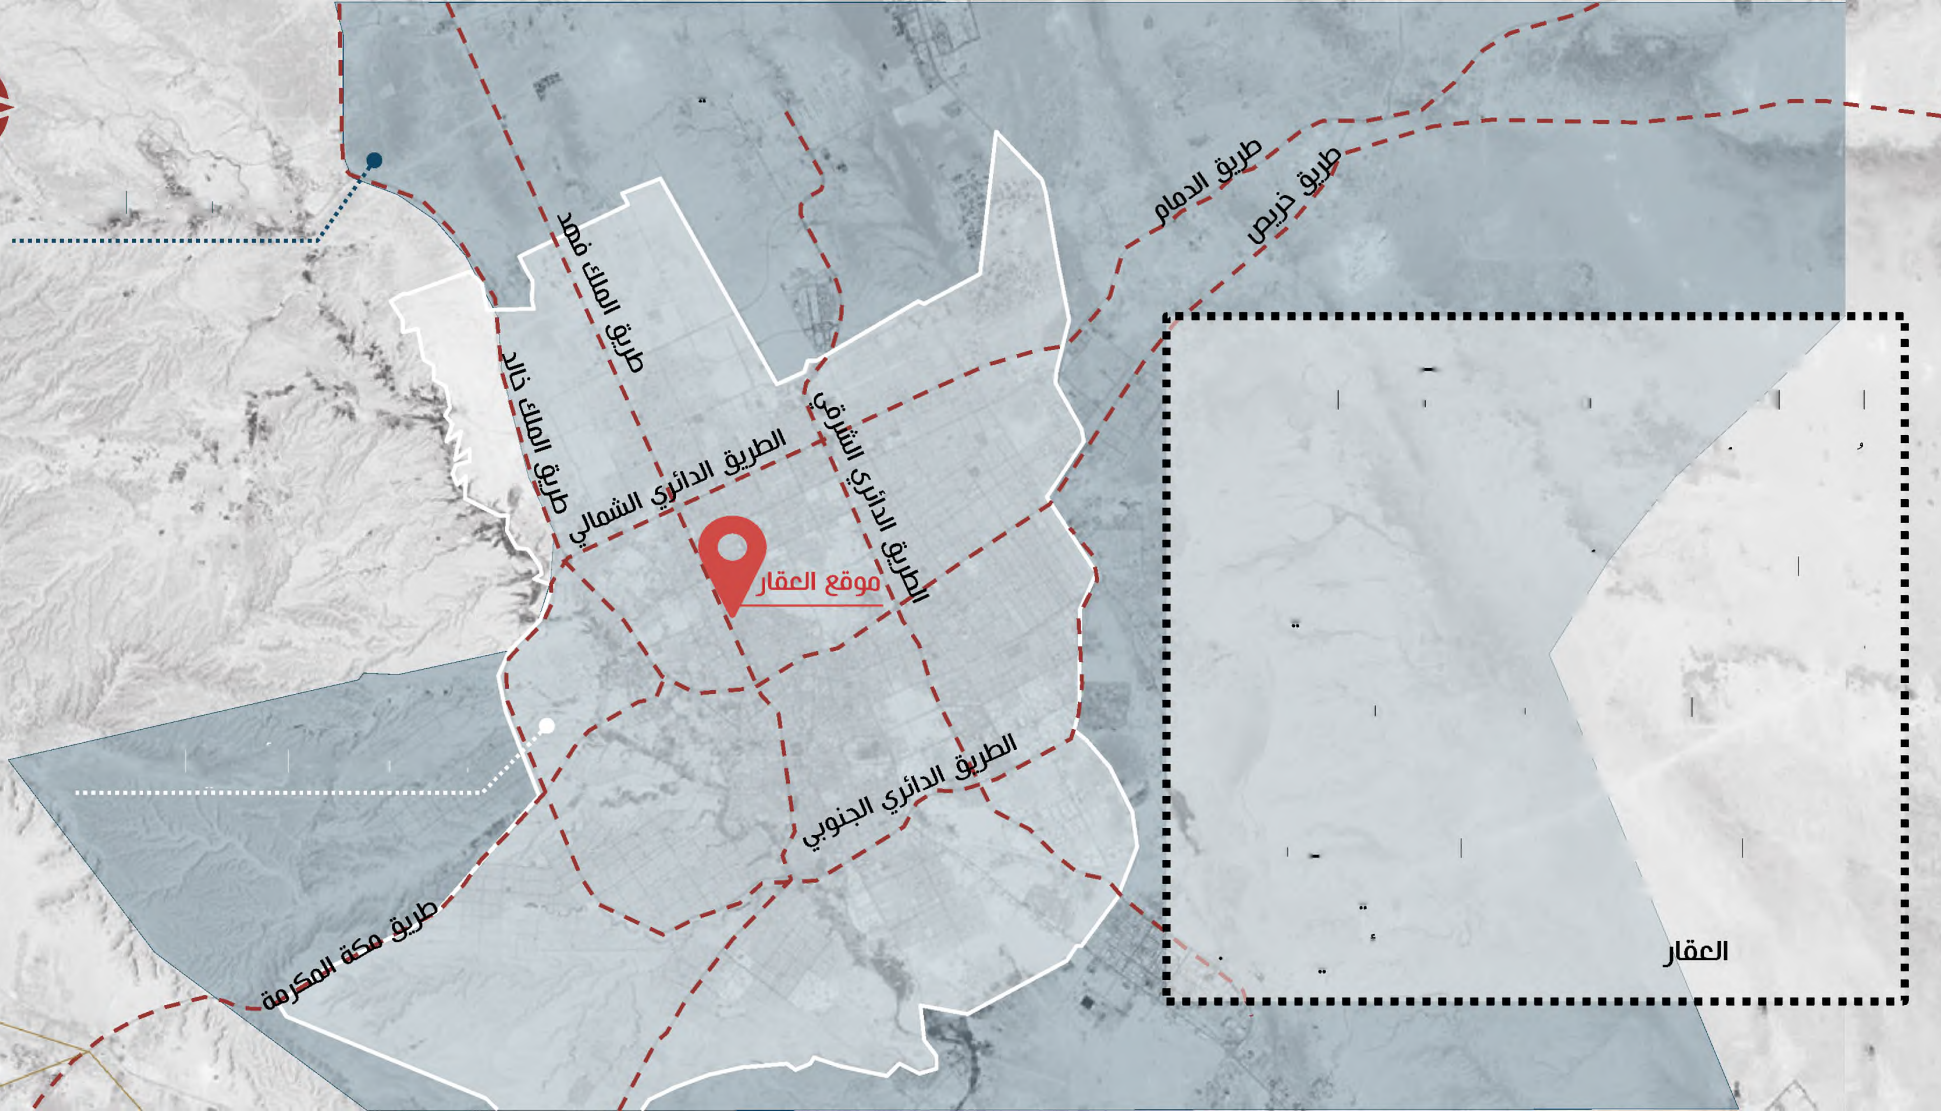 طريق الدمام
طريق خريص
طريق الملك فهد
طريق الملك خالد
الطريق الدائري الشرقي
الطريق الدائري الشمالي
موقع العقار
الطريق الدائري الجنوبي
طريق مكة المكرمة
العقار